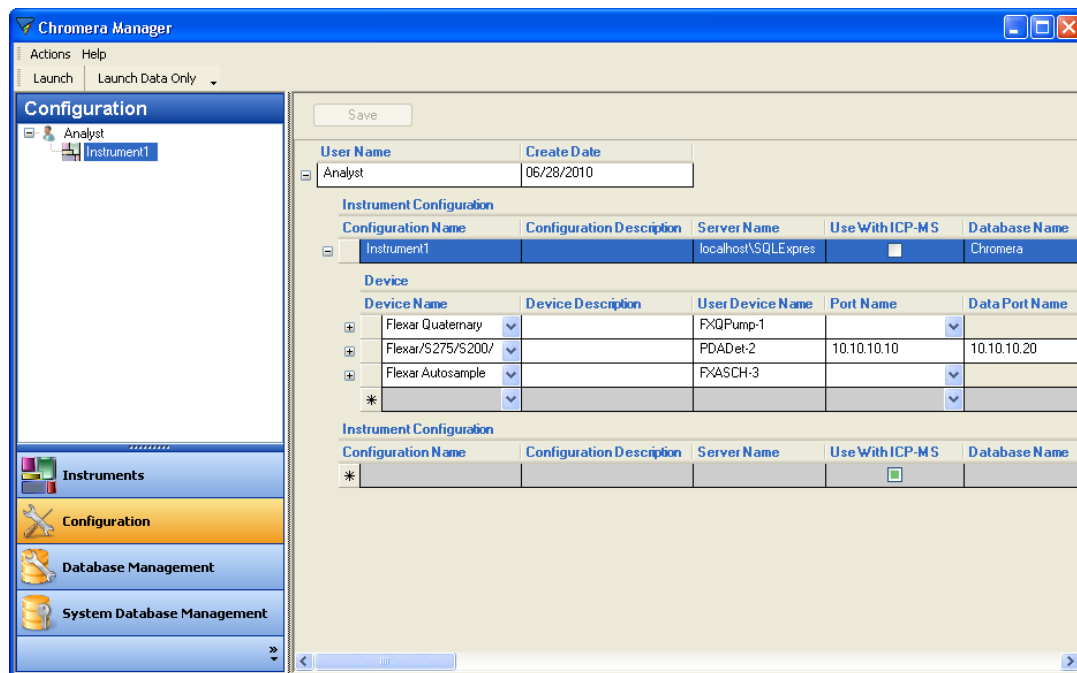 Chromera Manager
Actions Help
Launch Launch Data Only
Configuration
Analyst
Instrument1
Instruments
Configuration
Database Management
System Database Management
Save
User Name Create Date
Analyst 06/28/2010
Instrument Configuration
Configuration Name Configuration Description Server Name Use With ICP-MS Database Name
Instrument1 localhost\SQLExpres Chromera
Device
Device Name Device Description User Device Name Port Name Data Port Name
Flexar Quaternary FXQPump-1
Flexar/S275/S200/ PDADet-2 10.10.10.10 10.10.10.20
Flexar Autosample FXASCH-3
Instrument Configuration
Configuration Name Configuration Description Server Name Use With ICP-MS Database Name